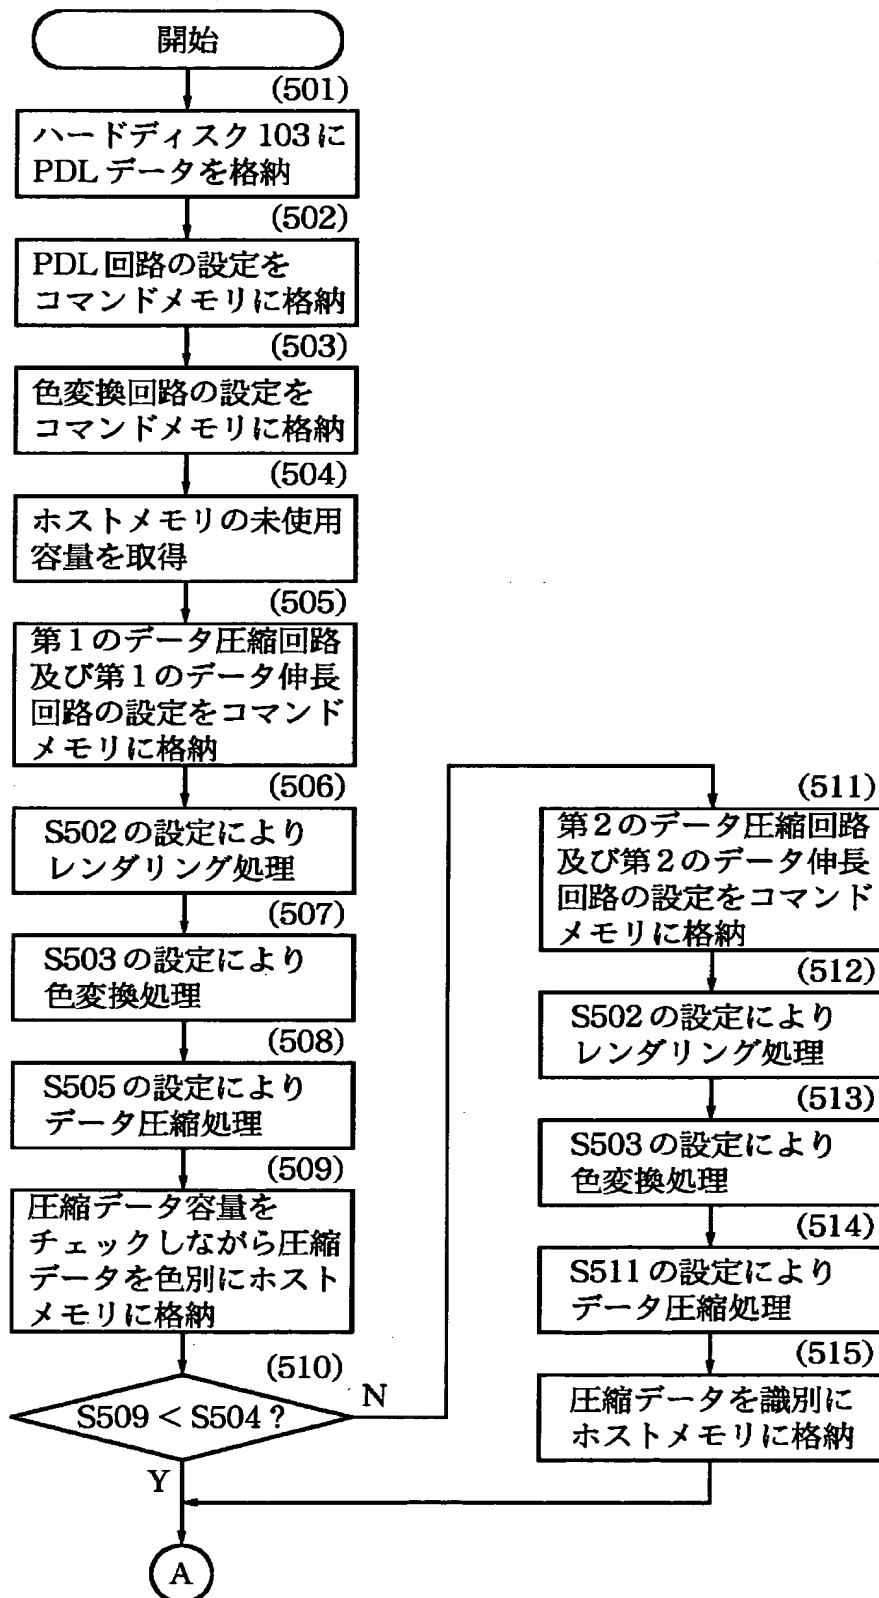 開始
(501)
ハードディスク103に
PDLデータを格納
(502)
PDL回路の設定を
コマンドメモリに格納
(503)
色変換回路の設定を
コマンドメモリに格納
(504)
ホストメモリの未使用
容量を取得
(505)
第1のデータ圧縮回路
及び第1のデータ伸長
回路の設定をコマンド
メモリに格納
(506)
S502の設定により
レンダリング処理
(507)
S503の設定により
色変換処理
(508)
S505の設定により
データ圧縮処理
(509)
圧縮データ容量を
チェックしながら圧縮
データを色別にホスト
メモリに格納
(510)
S509<S504?
N
Y
(511)
第2のデータ圧縮回路
及び第2のデータ伸長
回路の設定をコマンド
メモリに格納
(512)
S502の設定により
レンダリング処理
(513)
S503の設定により
色変換処理
(514)
S511の設定により
データ圧縮処理
(515)
圧縮データを識別に
ホストメモリに格納
A